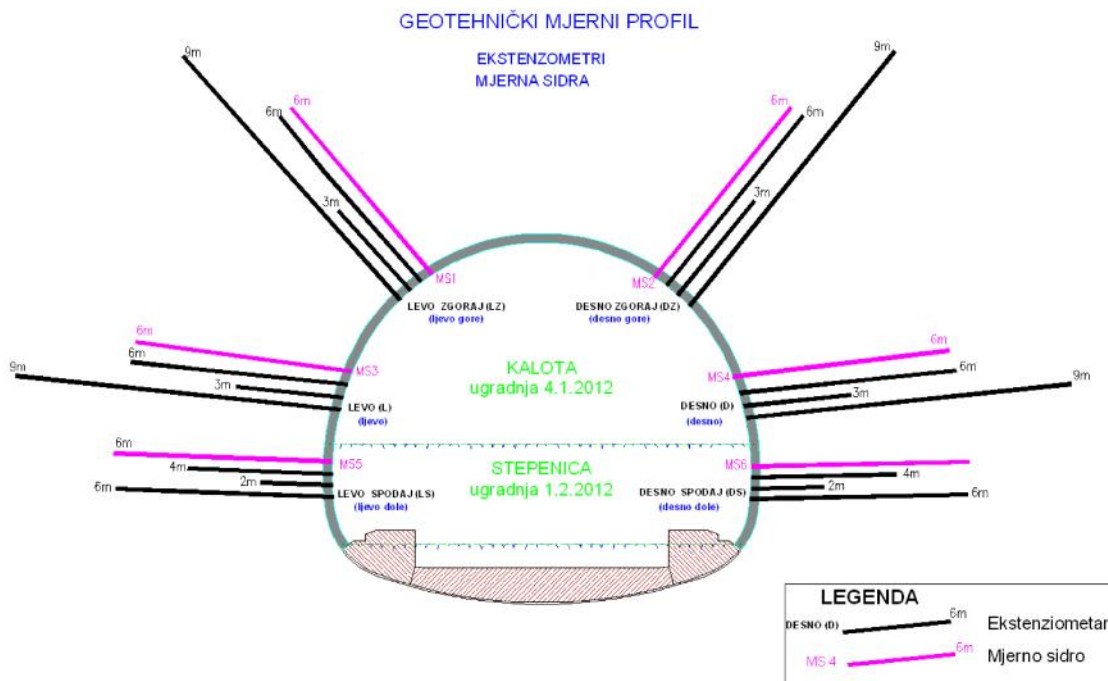 GEOTEHNIČKI MJERNI PROFIL
EKSTENZOMETRI
MJERNA SIDRA
9m
6m
6m
3m
MS1
LEVO ZGORAJ (LZ)
(ljevo gore)
9m
6m
6m
3m
MS2
DESNO ZGORAJ (DZ)
(desno gore)
6m
6m
9m
3m
MS3
LEVO (L)
(ljevo)
KALOTA
ugradnja 4.1.2012
6m
6m
3m
9m
MS4
DESNO (D)
(desno)
6m
4m
2m
6m
MS5
LEVO SPODAJ (LS)
(ljevo dole)
STEPENICA
ugradnja 1.2.2012
MS6
4m
2m
6m
DESNO SPODAJ (DS)
(desno dole)
LEGENDA
DESNO (D) 6m Ekstenziometar
MS 4 6m Mjerno sidro